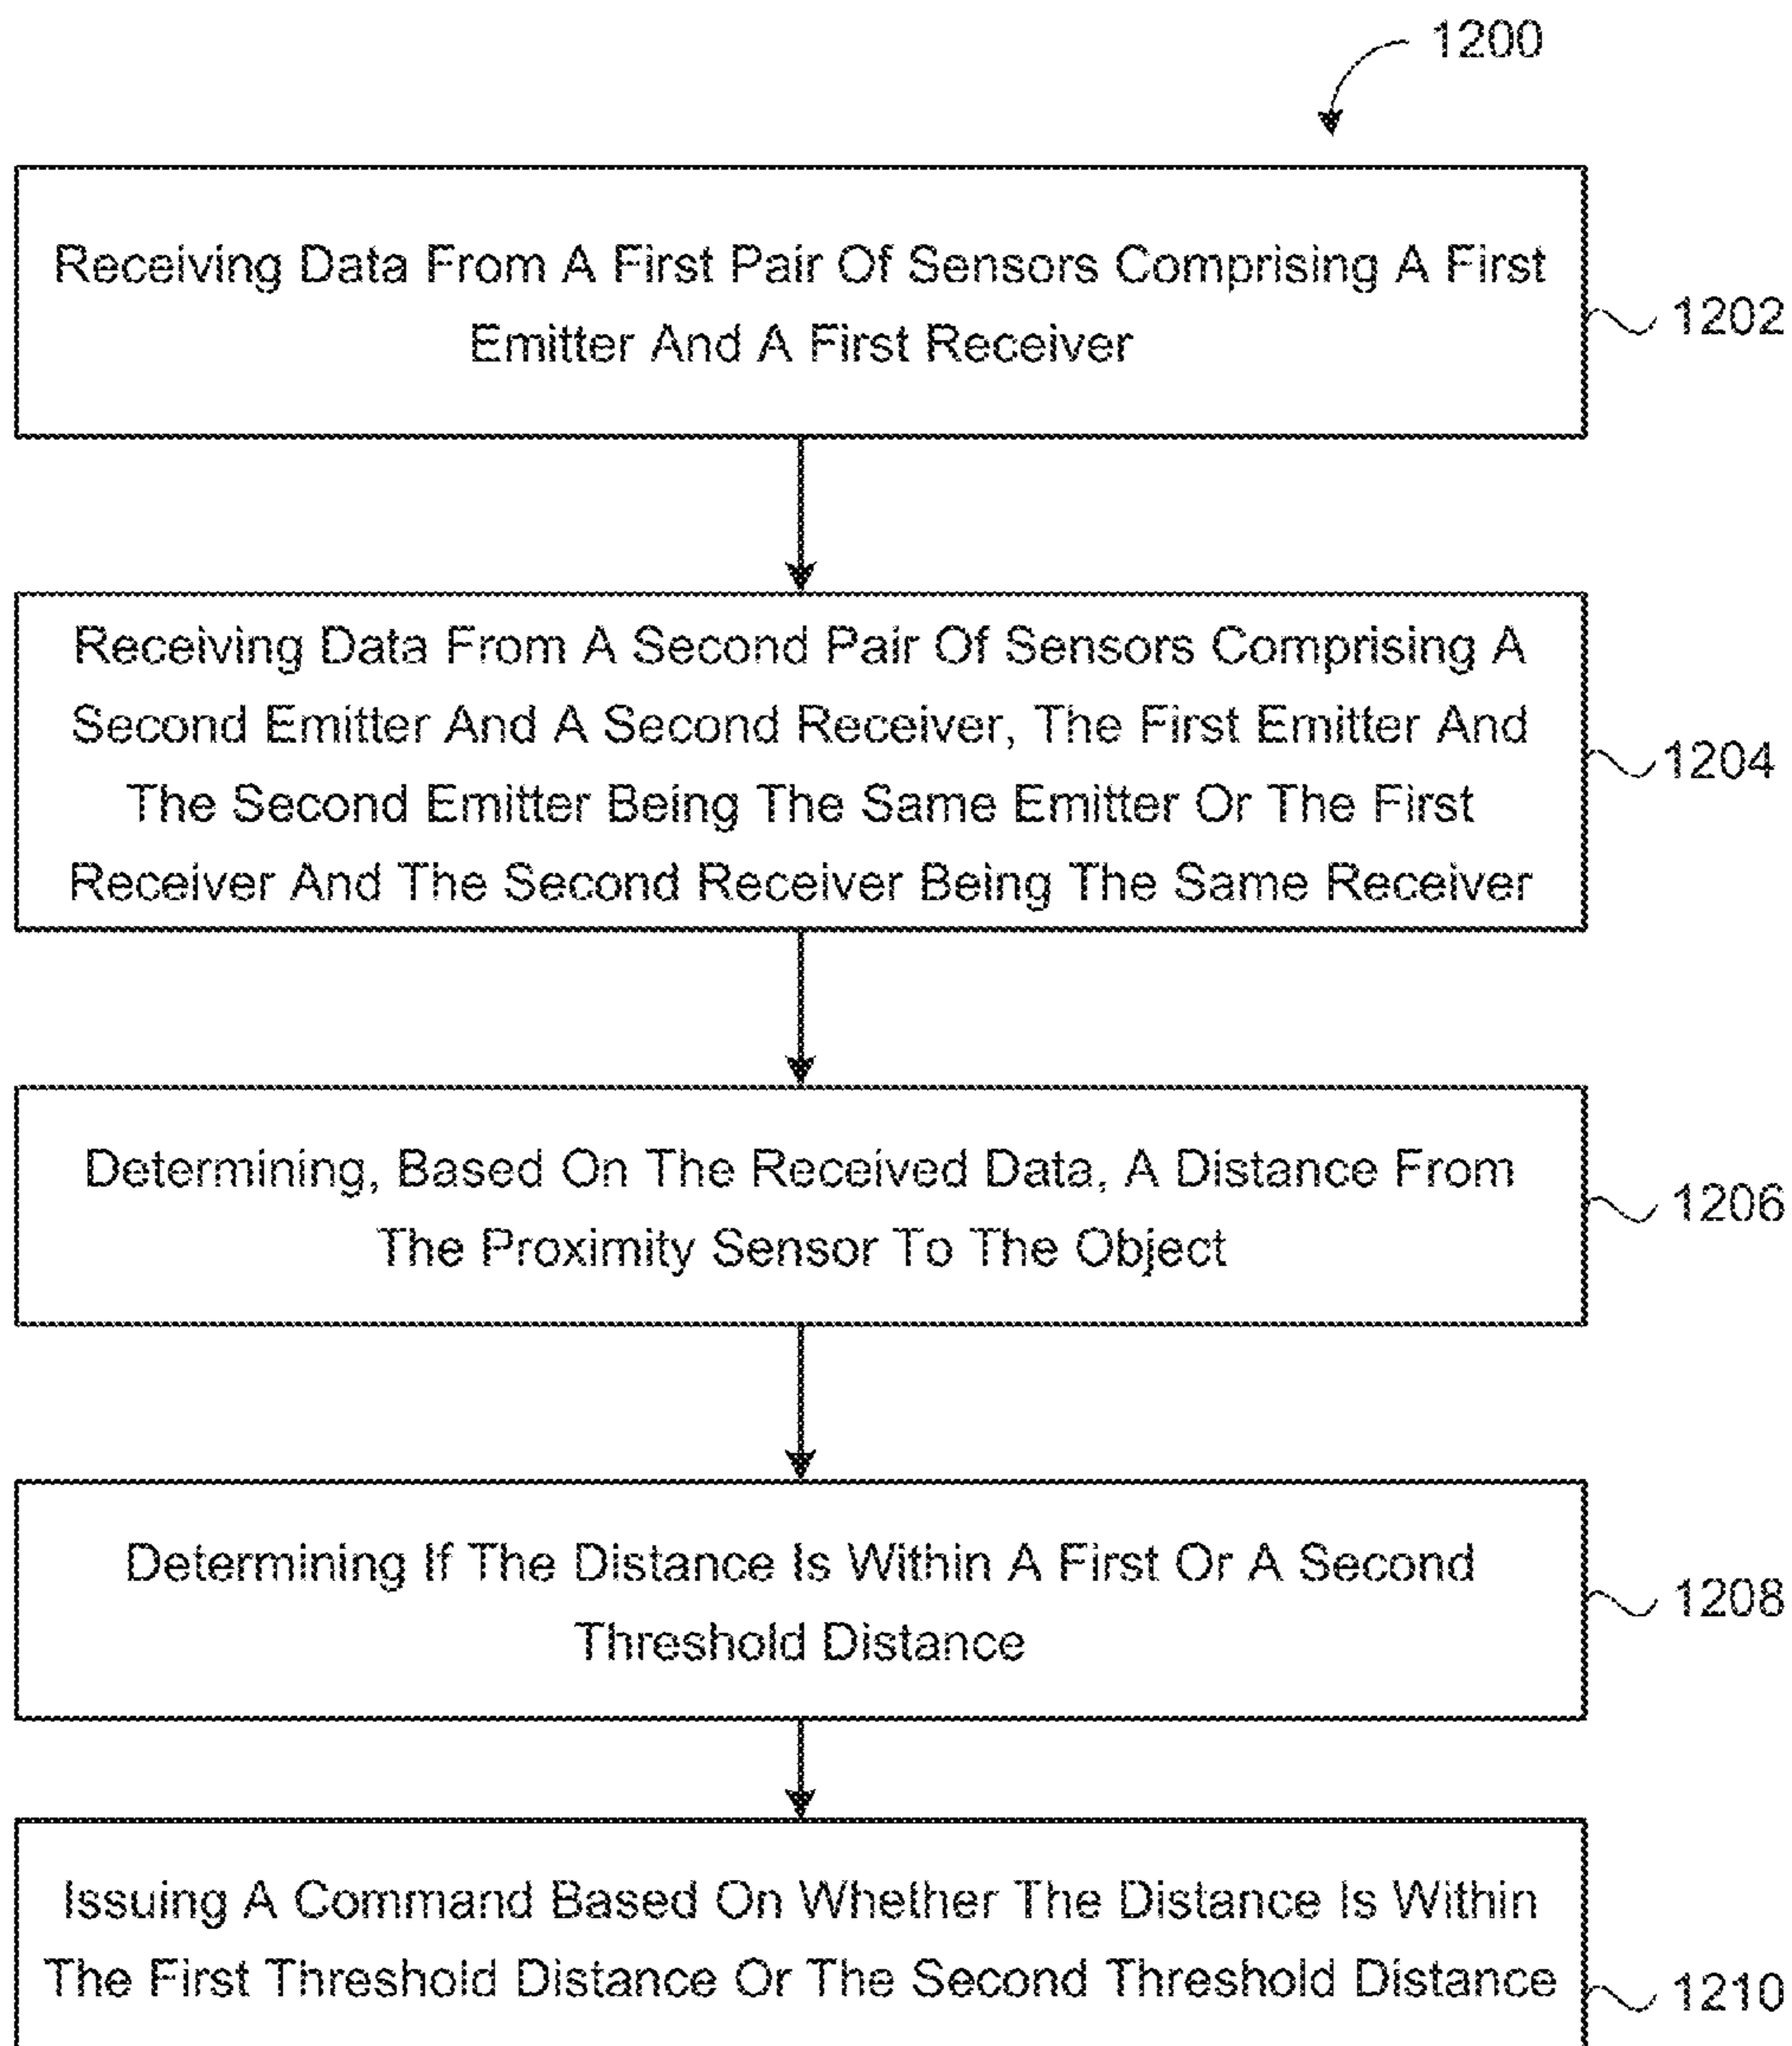 1200
Receiving Data From A First Pair Of Sensors Comprising A First
Emitter And A First Receiver
1202
Receiving Data From A Second Pair Of Sensors Comprising A
Second Emitter And A Second Receiver, The First Emitter And
The Second Emitter Being The Same Emitter Or The First
Receiver And The Second Receiver Being The Same Receiver
1204
Determining, Based On The Received Data, A Distance From
The Proximity Sensor To The Object
1206
Determining If The Distance Is Within A First Or A Second
Threshold Distance
1208
Issuing A Command Based On Whether The Distance Is Within
The First Threshold Distance Or The Second Threshold Distance
1210